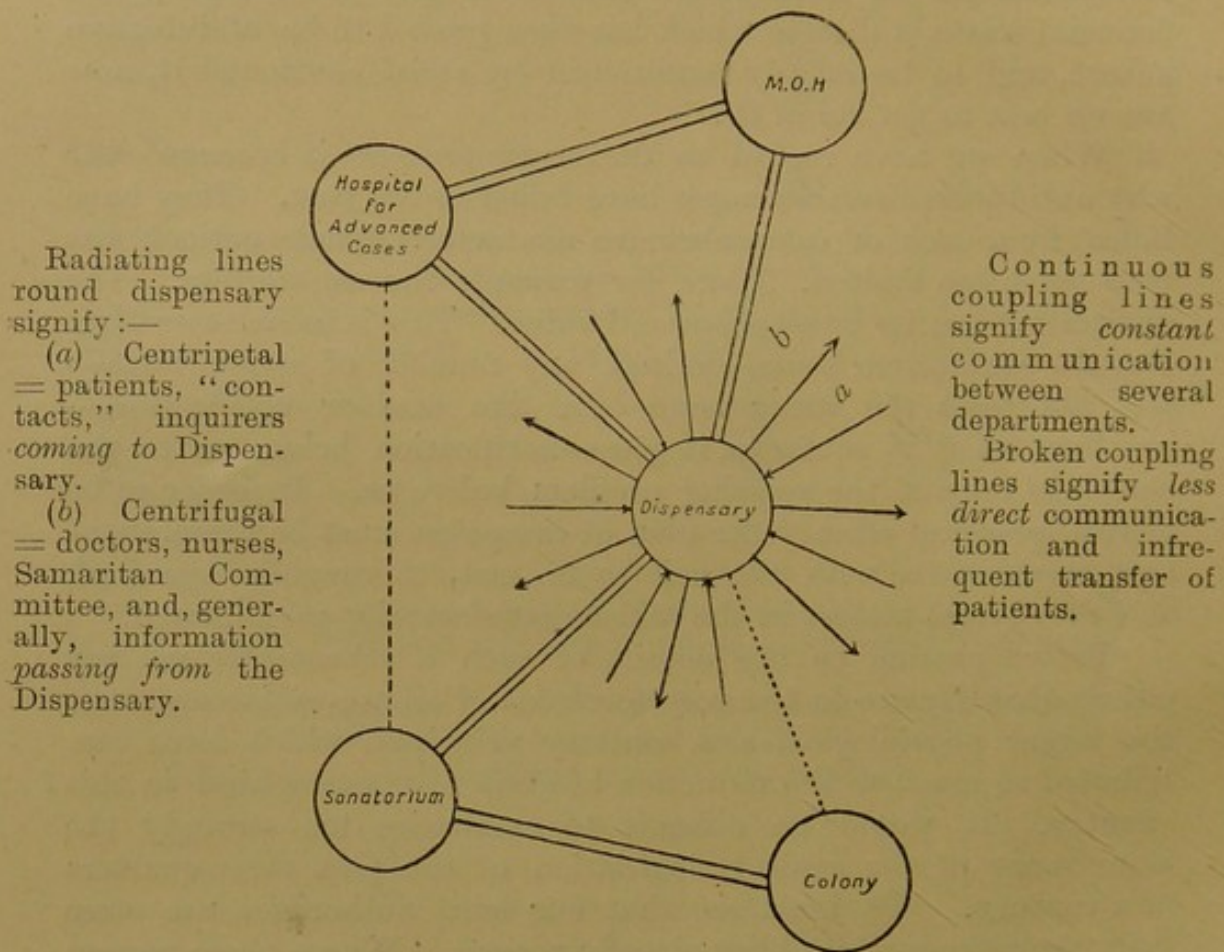 M.O.H
Hospital
for
Advanced
Cases
Radiating lines
round dispensary
signify :—
(a) Centripetal
= patients, “ con-
tacts,” inquirers
coming to Dispen-
sary.
(b) Centrifugal
= doctors, nurses,
Samaritan Com-
mittee, and, gener-
ally, information
passing from the
Dispensary.
b
a
Dispensary
Sanatorium
Colony
Continuous
coupling lines
signify constant
communication
between several
departments.
Broken coupling
lines signify less
direct communica-
tion and infre-
quent transfer of
patients.